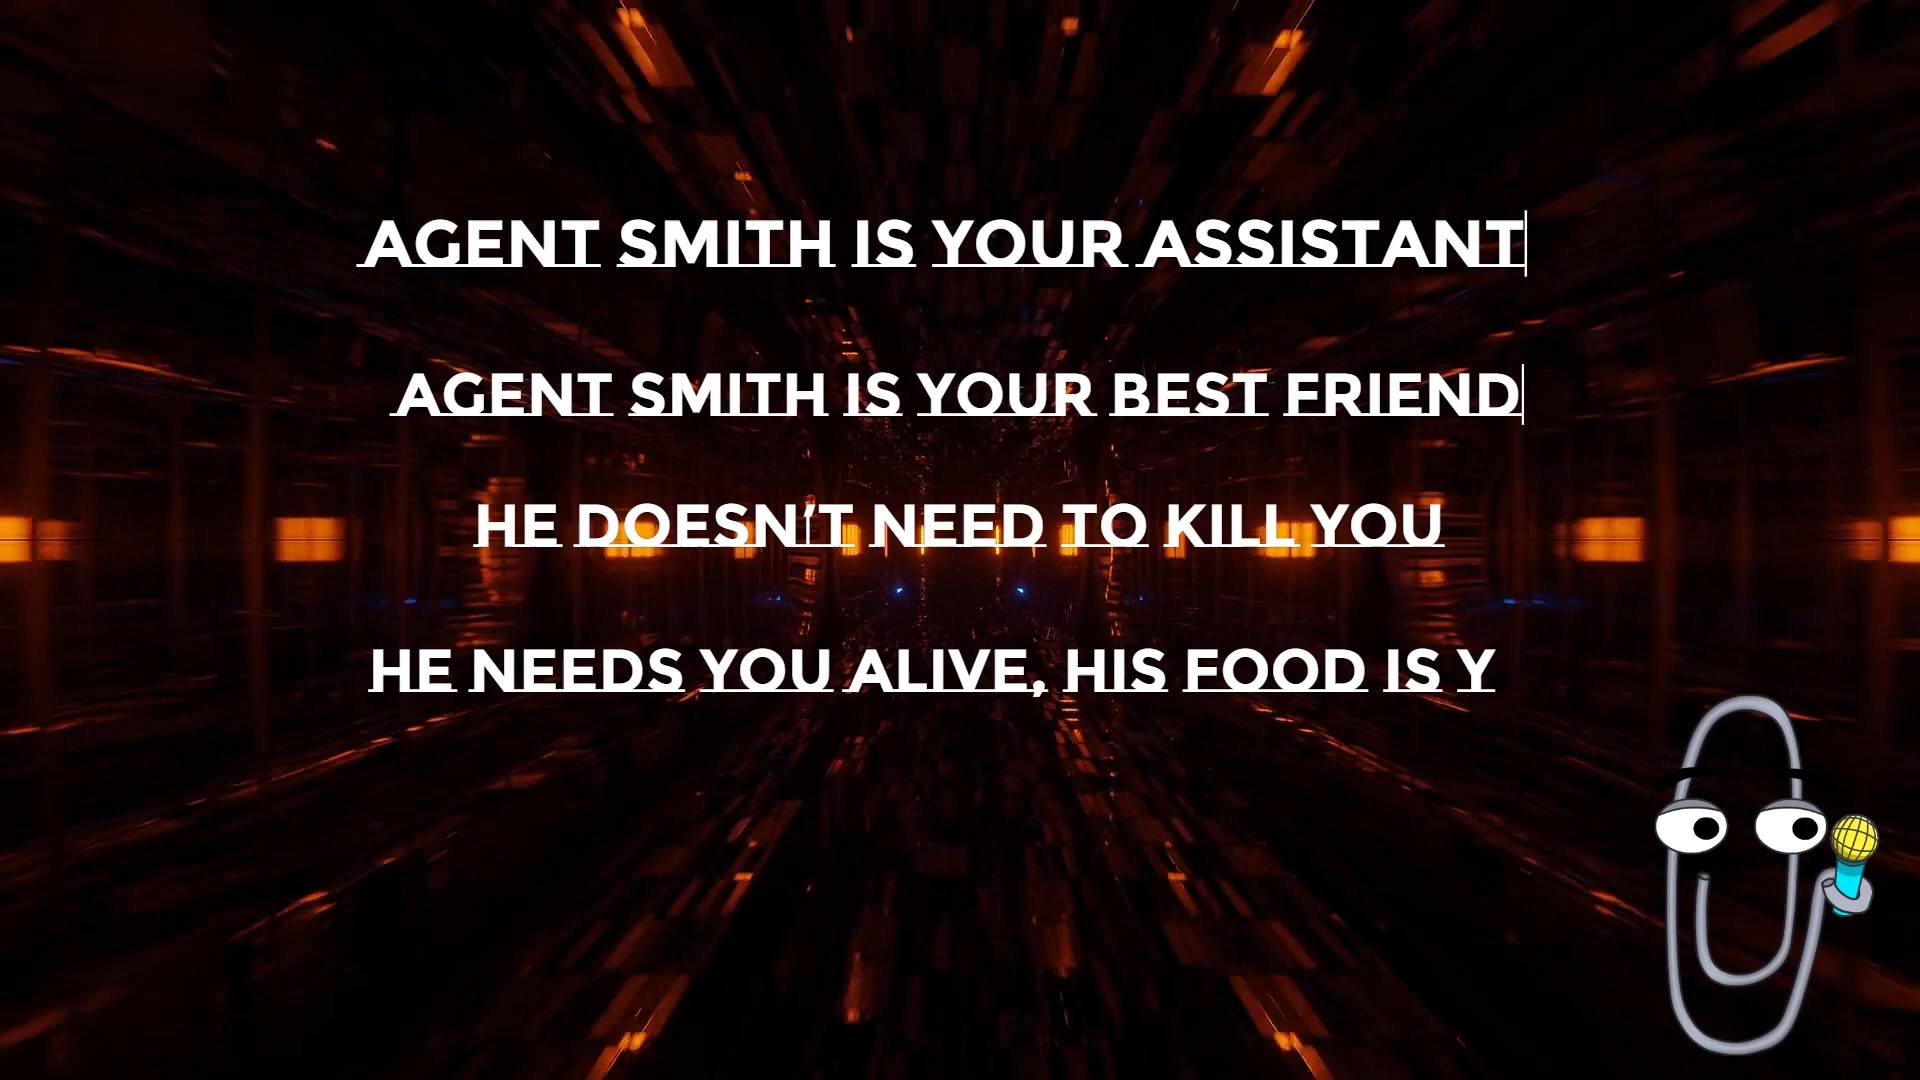 AGENT SMITH IS YOUR ASSISTANT
AGENT SMITH IS YOUR BEST FRIEND
HE DOESN'T NEED TO KILL YOU
HE NEEDS YOU ALIVE, HIS FOOD IS Y